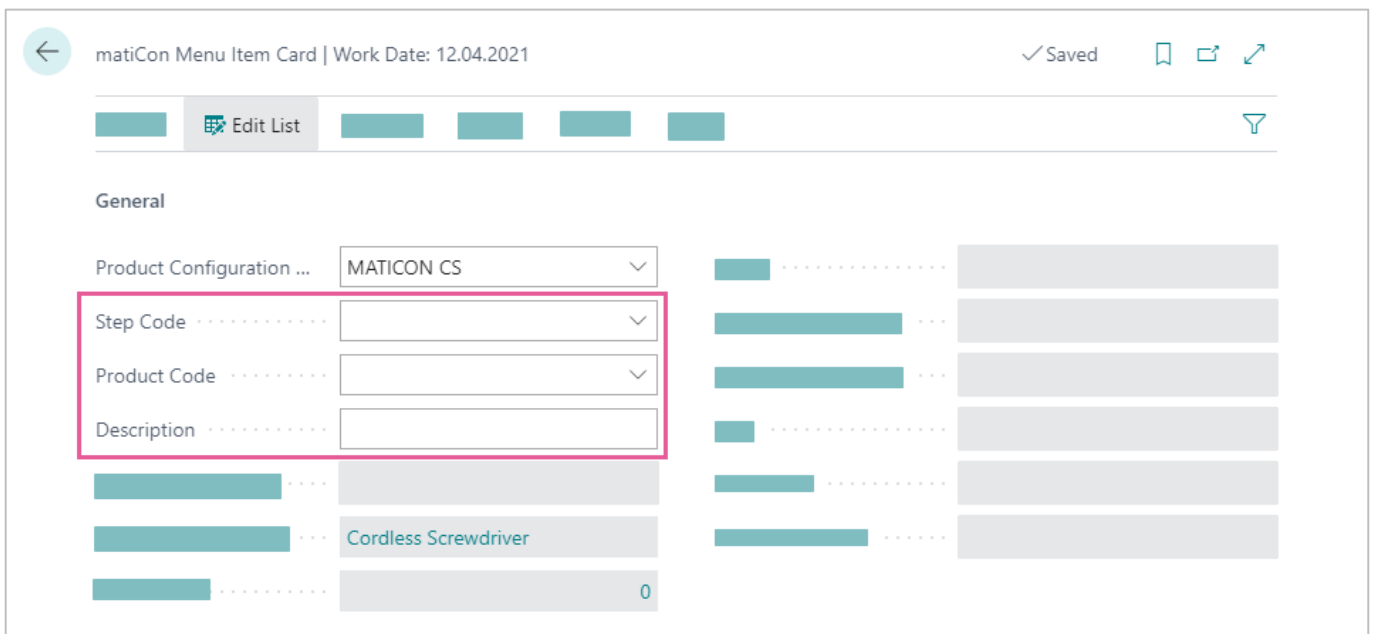 matiCon Menu Item Card | Work Date: 12.04.2021
Saved
Edit List
General
Product Configuration ...
MATICON CS
Step Code
Product Code
Description
Cordless Screwdriver
0